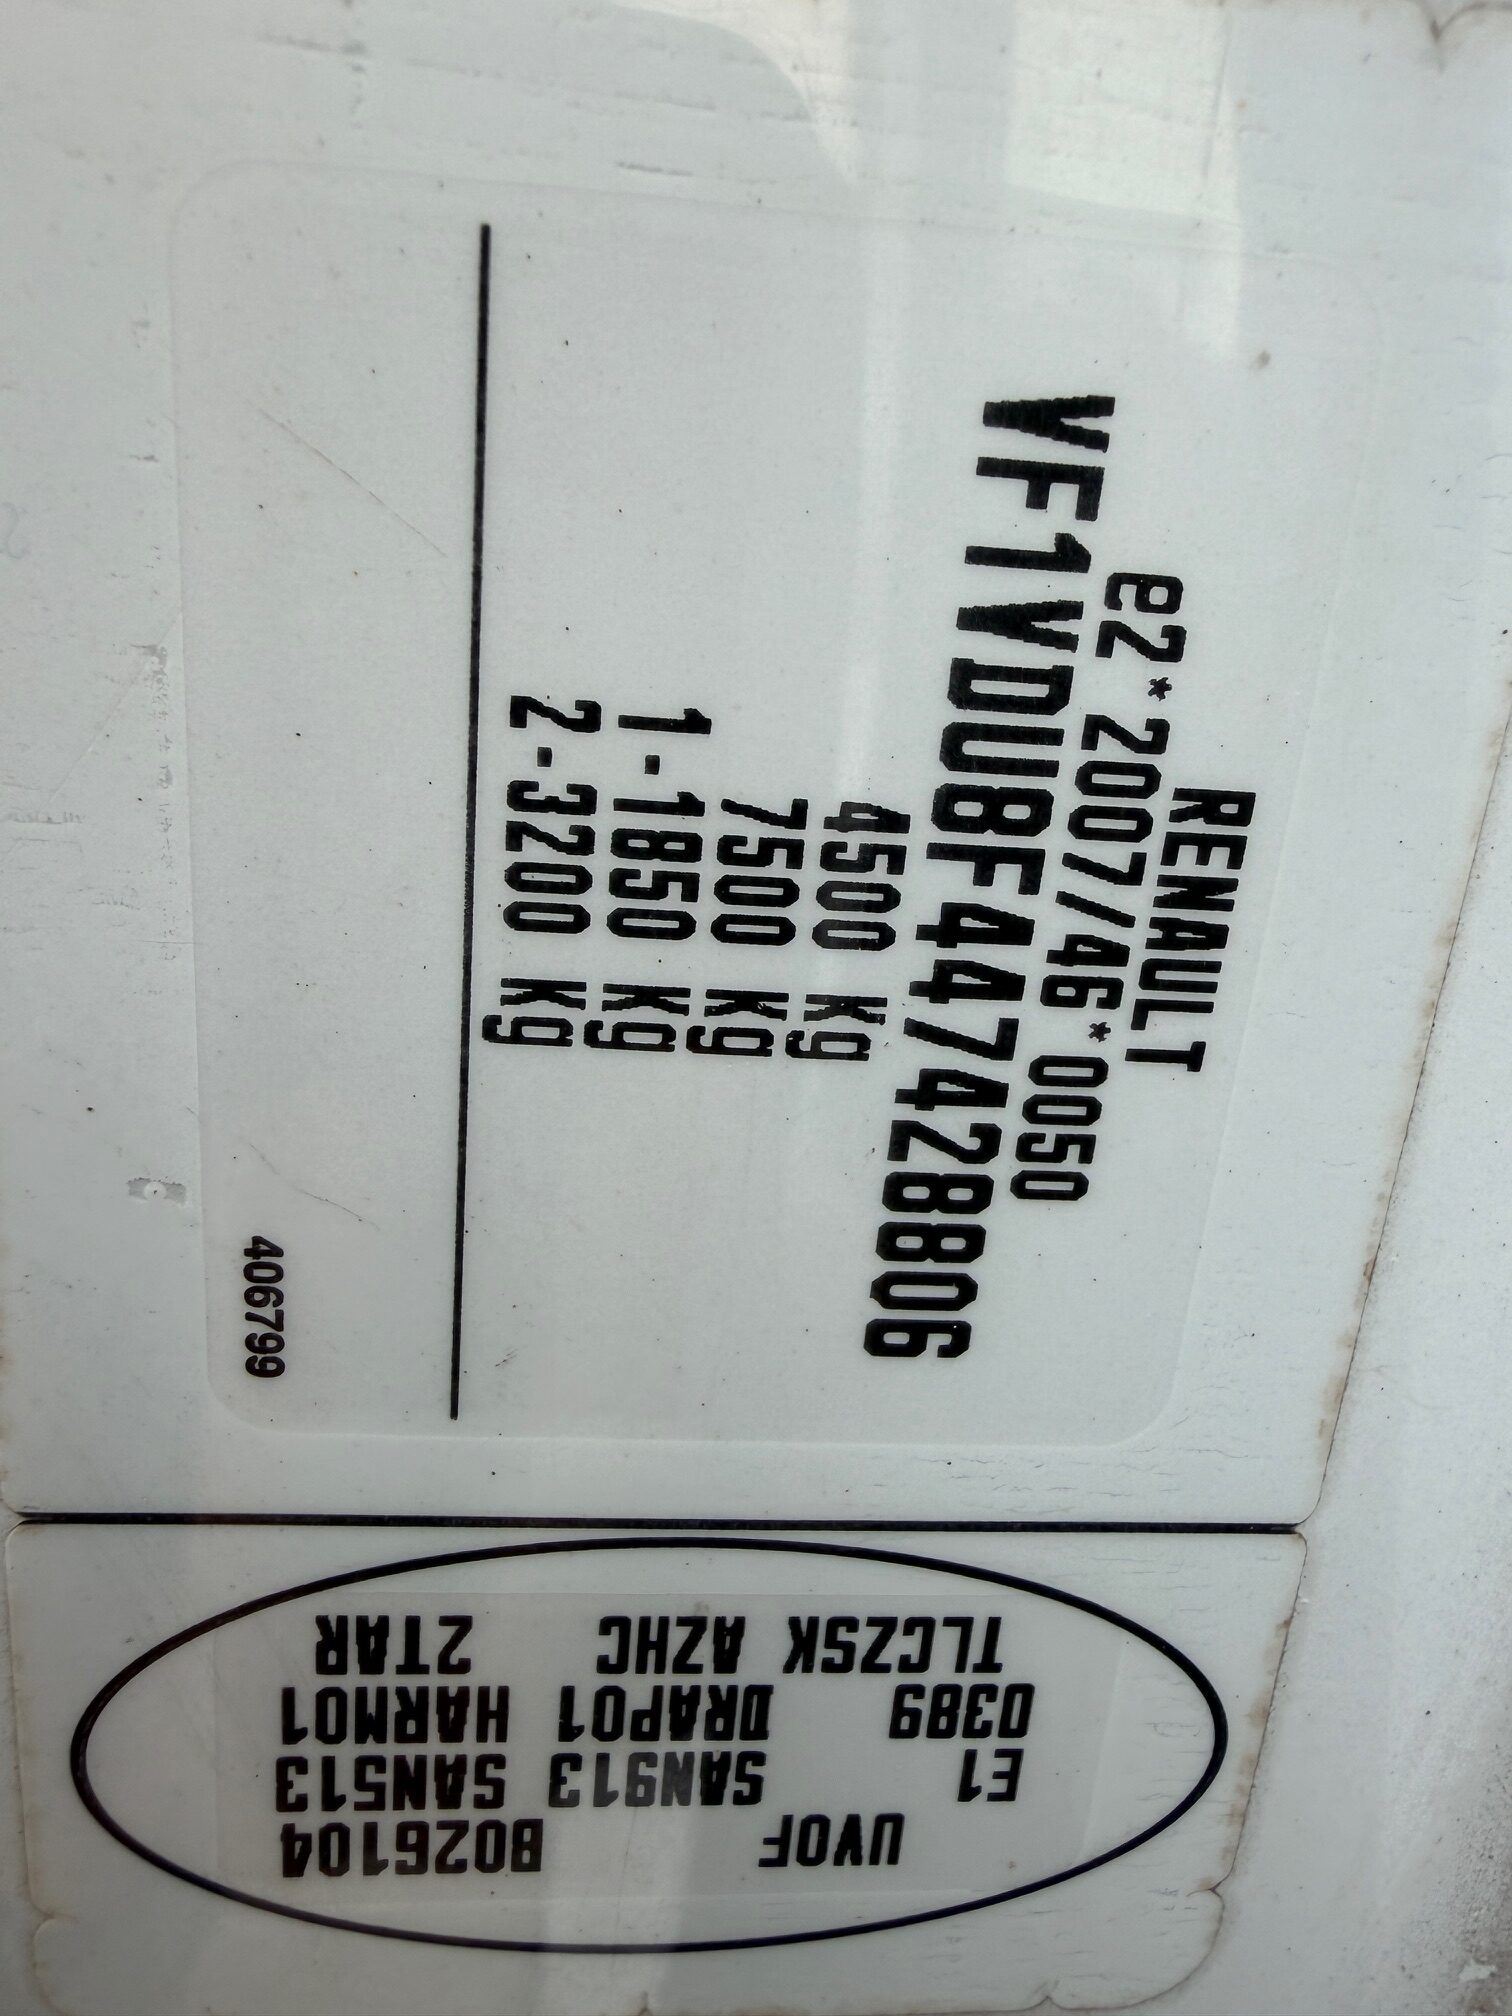 RENAULT
e2*2007/46*0050
VF1VDU8F447428806
4500 Kg
7500 Kg
1-1850 Kg
2-3200 Kg
406799
UVOF B026104
E1 SAN913 SAN513
0389 DRAP01 HARM01
TLCZSK AZHC 2TAR